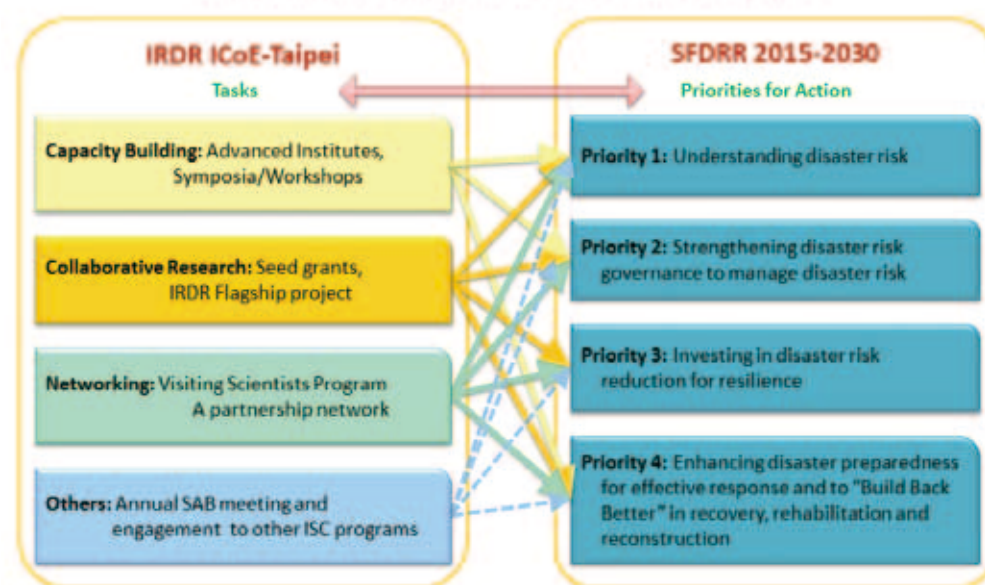 IRDR ICoE-Taipei
Tasks
Capacity Building: Advanced Institutes,
Symposia/Workshops
Collaborative Research: Seed grants,
IRDR Flagship project
Networking: Visiting Scientists Program
A partnership network
Others: Annual SAB meeting and
engagement to other ISC programs
SFDRR 2015-2030
Priorities for Action
Priority 1: Understanding disaster risk
Priority 2: Strengthening disaster risk
governance to manage disaster risk
Priority 3: Investing in disaster risk
reduction for resilience
Priority 4: Enhancing disaster preparedness
for effective response and to "Build Back
Better" in recovery, rehabilitation and
reconstruction